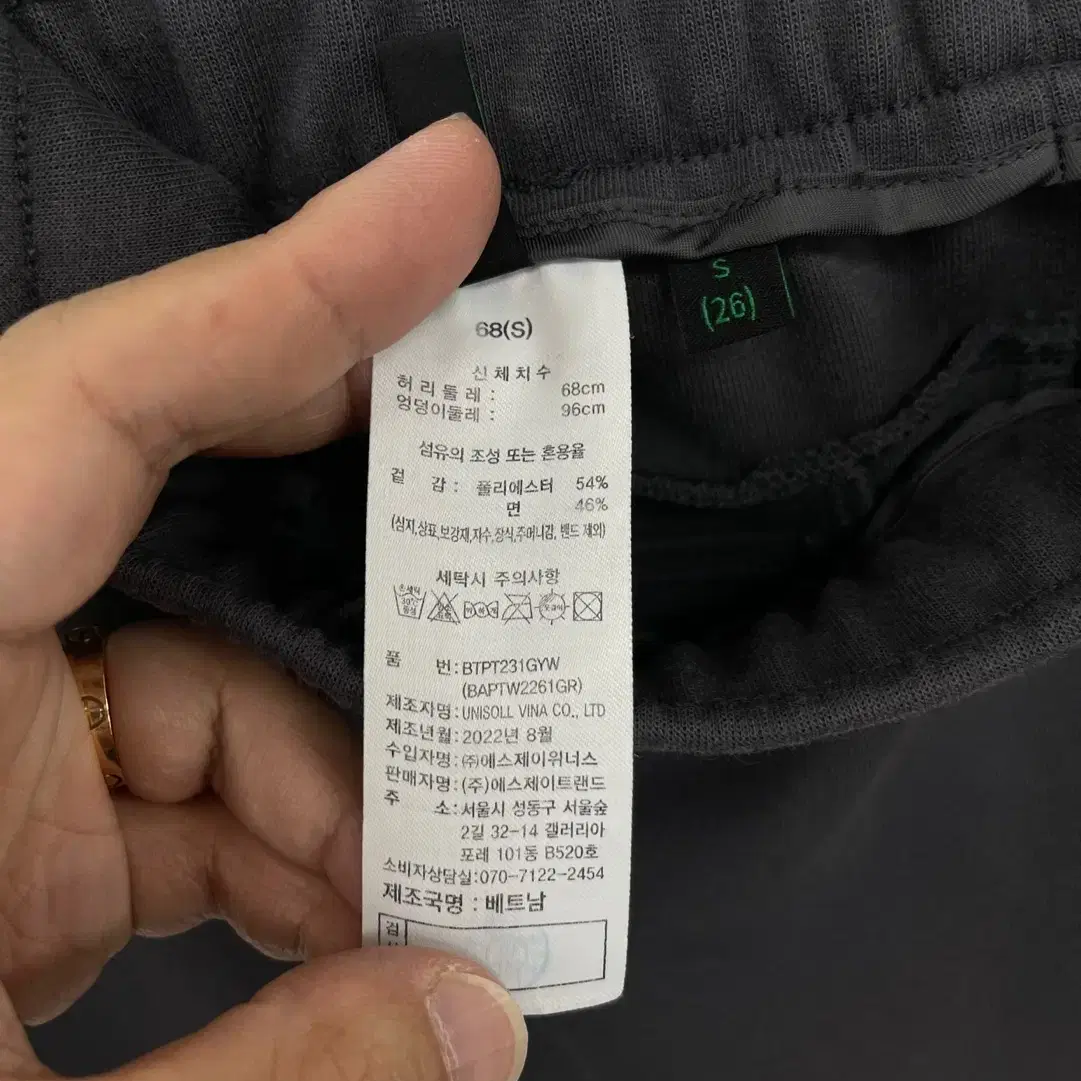 S
(26)
68(S)
신체치수
허리둘레: 68cm
엉덩이둘레: 96cm
섬유의 조성 또는 혼용율
겉감: 폴리에스터 54%
면 46%
(심지,상표,보강재,자수,장식,주머니감, 밴드 제외)
세탁시 주의사항
품번:BTPT231GYW
(BAPTW2261GR)
제조자명:UNISOLL VINA CO., LTD
제조년월:2022년 8월
수입자명:㈜에스제이위너스
판매자명:(주)에스제이트랜드
주소:서울시 성동구 서울숲
2길 32-14 갤러리아
포레 101동 B520호
소비자상담실:070-7122-2454
제조국명 : 베트남
검